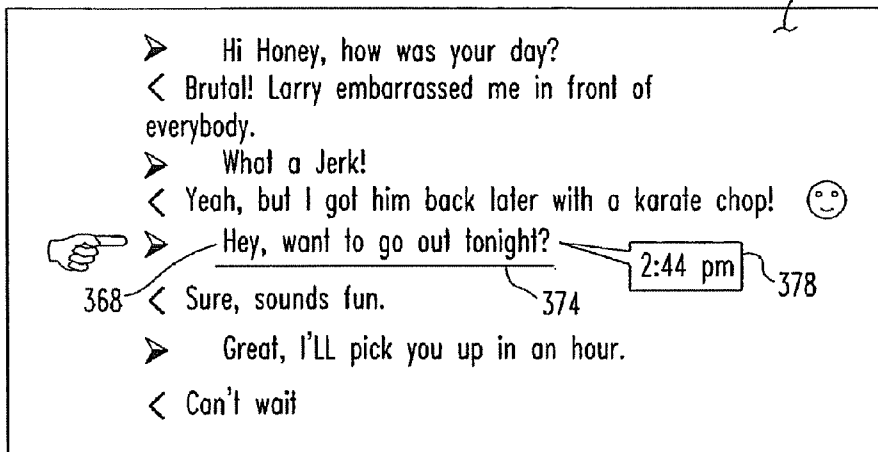 ➢ Hi Honey, how was your day?
< Brutal! Larry embarrassed me in front of
everybody.
➢ What a Jerk!
< Yeah, but I got him back later with a karate chop!
➢ Hey, want to go out tonight?
2:44 pm
378
368
374
< Sure, sounds fun.
➢ Great, I'LL pick you up in an hour.
< Can't wait